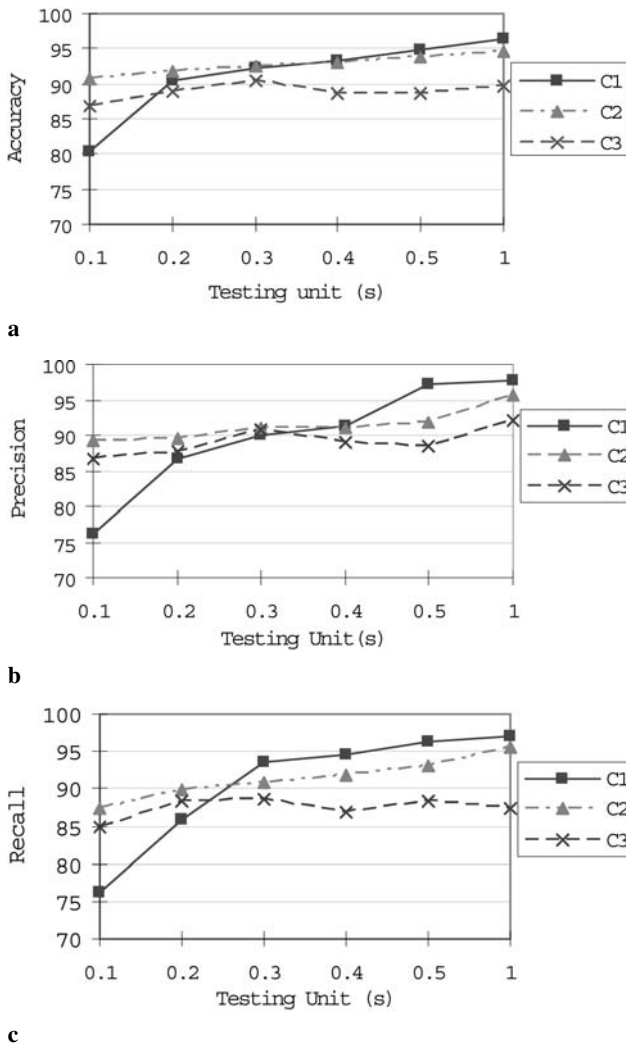 100
95
90
85
80
75
70
Accuracy
0.1 0.2 0.3 0.4 0.5 1
Testing unit (s)
C1
C2
C3
a
100
95
90
85
80
75
70
Precision
0.1 0.2 0.3 0.4 0.5 1
Testing Unit(s)
C1
C2
C3
b
100
95
90
85
80
75
70
Recall
0.1 0.2 0.3 0.4 0.5 1
Testing Unit (s)
C1
C2
C3
c